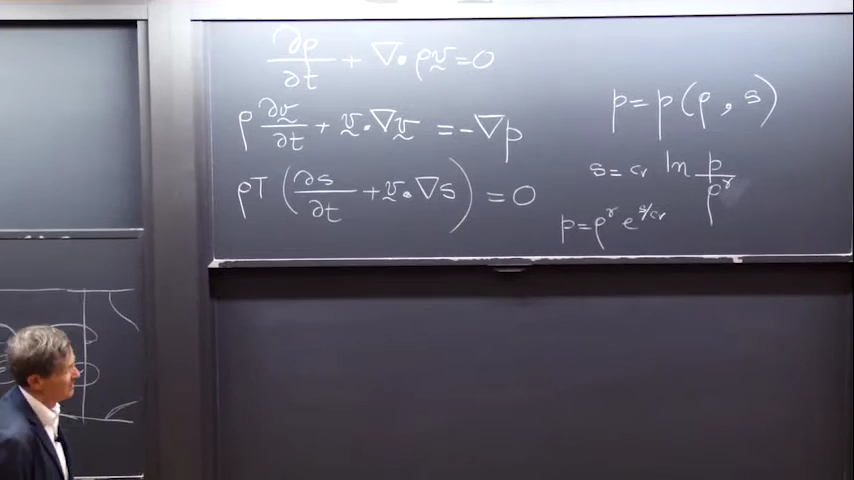 ∂ρ/∂t + ∇·ρv̰ = 0
ρ ∂v̰/∂t + v̰·∇v̰ = -∇p
ρT (∂s/∂t + v̰·∇s) = 0
p = p(ρ, s)
s = cᵥ ln p/ρ^γ
p = ρ^γ e^{s/cᵥ}